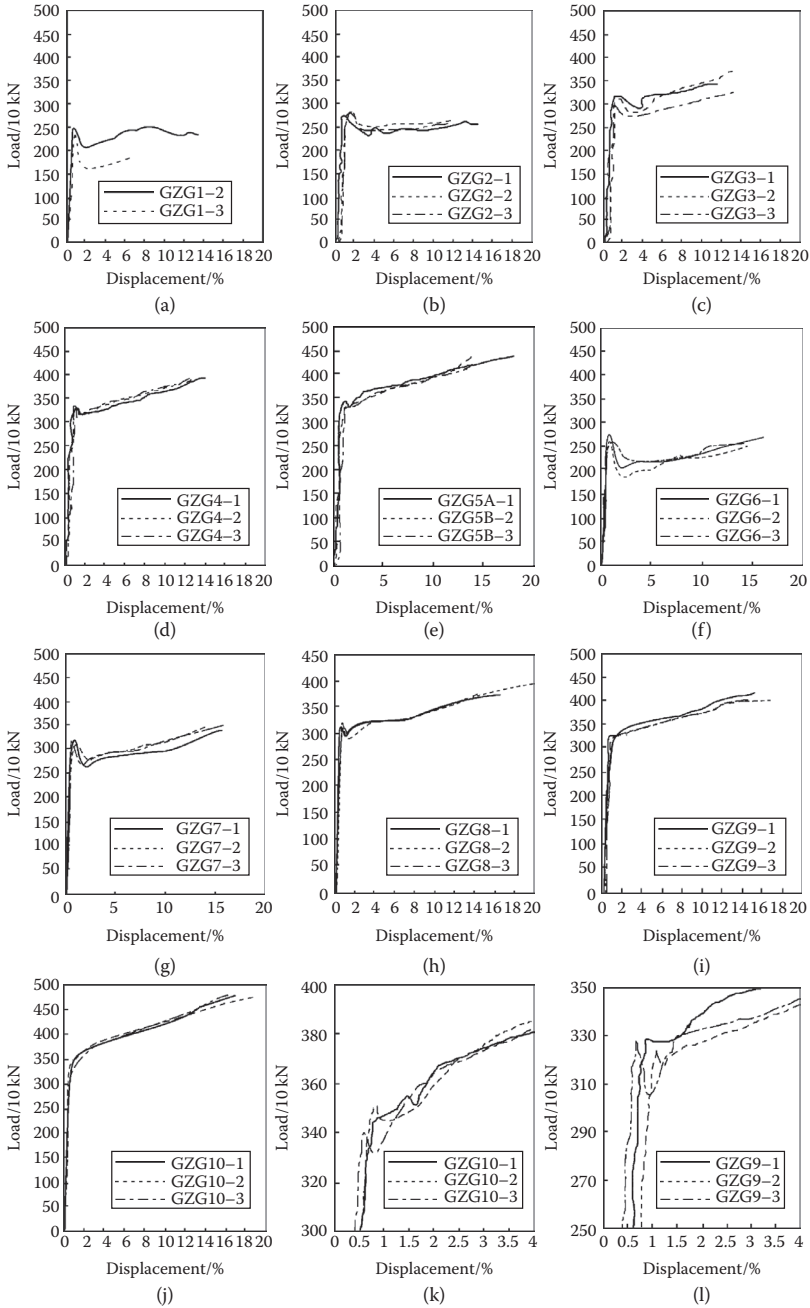 500
450
400
350
300
250
200
150
100
50
0
Load/10 kN
GZG1–2
GZG1–3
0 2 4 6 8 10 12 14 16 18 20
Displacement/%
(a)
500
450
400
350
300
250
200
150
100
50
0
Load/10 kN
GZG2–1
GZG2–2
GZG2–3
0 2 4 6 8 10 12 14 16 18 20
Displacement/%
(b)
500
450
400
350
300
250
200
150
100
50
0
Load/10 kN
GZG3–1
GZG3–2
GZG3–3
0 2 4 6 8 10 12 14 16 18 20
Displacement/%
(c)
500
450
400
350
300
250
200
150
100
50
0
Load/10 kN
GZG4–1
GZG4–2
GZG4–3
0 2 4 6 8 10 12 14 16 18 20
Displacement/%
(d)
500
450
400
350
300
250
200
150
100
50
0
Load/10 kN
GZG5A–1
GZG5B–2
GZG5B–3
0 5 10 15 20
Displacement/%
(e)
500
450
400
350
300
250
200
150
100
50
0
Load/10 kN
GZG6–1
GZG6–2
GZG6–3
0 5 10 15 20
Displacement/%
(f)
500
450
400
350
300
250
200
150
100
50
0
Load/10 kN
GZG7–1
GZG7–2
GZG7–3
0 5 10 15 20
Displacement/%
(g)
450
400
350
300
250
200
150
100
50
0
Load/10 kN
GZG8–1
GZG8–2
GZG8–3
0 2 4 6 8 10 12 14 16 18 20
Displacement/%
(h)
500
450
400
350
300
250
200
150
100
50
0
Load/10 kN
GZG9–1
GZG9–2
GZG9–3
0 2 4 6 8 10 12 14 16 18 20
Displacement/%
(i)
500
450
400
350
300
250
200
150
100
50
0
Load/10 kN
GZG10–1
GZG10–2
GZG10–3
0 2 4 6 8 10 12 14 16 18 20
Displacement/%
(j)
400
380
360
340
320
300
Load/10 kN
GZG10–1
GZG10–2
GZG10–3
0 0.5 1 1.5 2 2.5 3 3.5 4
Displacement/%
(k)
350
330
310
290
270
250
Load/10 kN
GZG9–1
GZG9–2
GZG9–3
0 0.5 1 1.5 2 2.5 3 3.5 4
Displacement/%
(l)